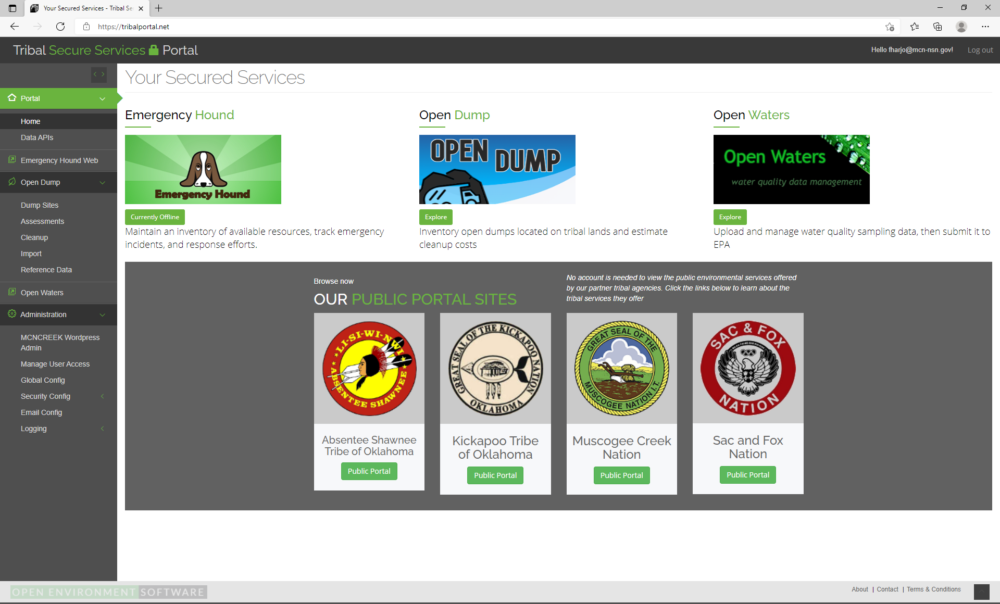 Your Secured Services - Tribal Se
https://tribalportal.net
Tribal Secure Services Portal
Hello fharjo@mcn-nsn.gov!
Log out
Portal
Home
Data APIs
Emergency Hound Web
Open Dump
Dump Sites
Assessments
Cleanup
Import
Reference Data
Open Waters
Administration
MCNCREEK Wordpress
Admin
Manage User Access
Global Config
Security Config
Email Config
Logging
Your Secured Services
Emergency Hound
Emergency Hound
Currently Offline
Maintain an inventory of available resources, track emergency
incidents, and response efforts.
Open Dump
OPEN DUMP
Explore
Inventory open dumps located on tribal lands and estimate
cleanup costs
Open Waters
Open Waters
water quality data management
Explore
Upload and manage water quality sampling data, then submit it to
EPA
Browse now
OUR PUBLIC PORTAL SITES
No account is needed to view the public environmental services offered
by our partner tribal agencies. Click the links below to learn about the
tribal services they offer
LI-SI-WI-NWI
ABSENTEE SHAWNEE
Absentee Shawnee
Tribe of Oklahoma
Public Portal
GREAT SEAL OF THE KICKAPOO NATION
OKLAHOMA
Kickapoo Tribe
of Oklahoma
Public Portal
GREAT SEAL OF THE
MUSCOGEE NATION I.T.
Muscogee Creek
Nation
Public Portal
SAC & FOX
NATION
Sac and Fox
Nation
Public Portal
OPEN ENVIRONMENT SOFTWARE
About | Contact | Terms & Conditions